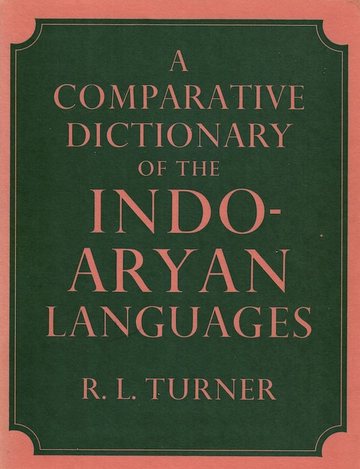 A
COMPARATIVE
DICTIONARY
OF THE
INDO-
ARYAN
LANGUAGES
R. L. TURNER